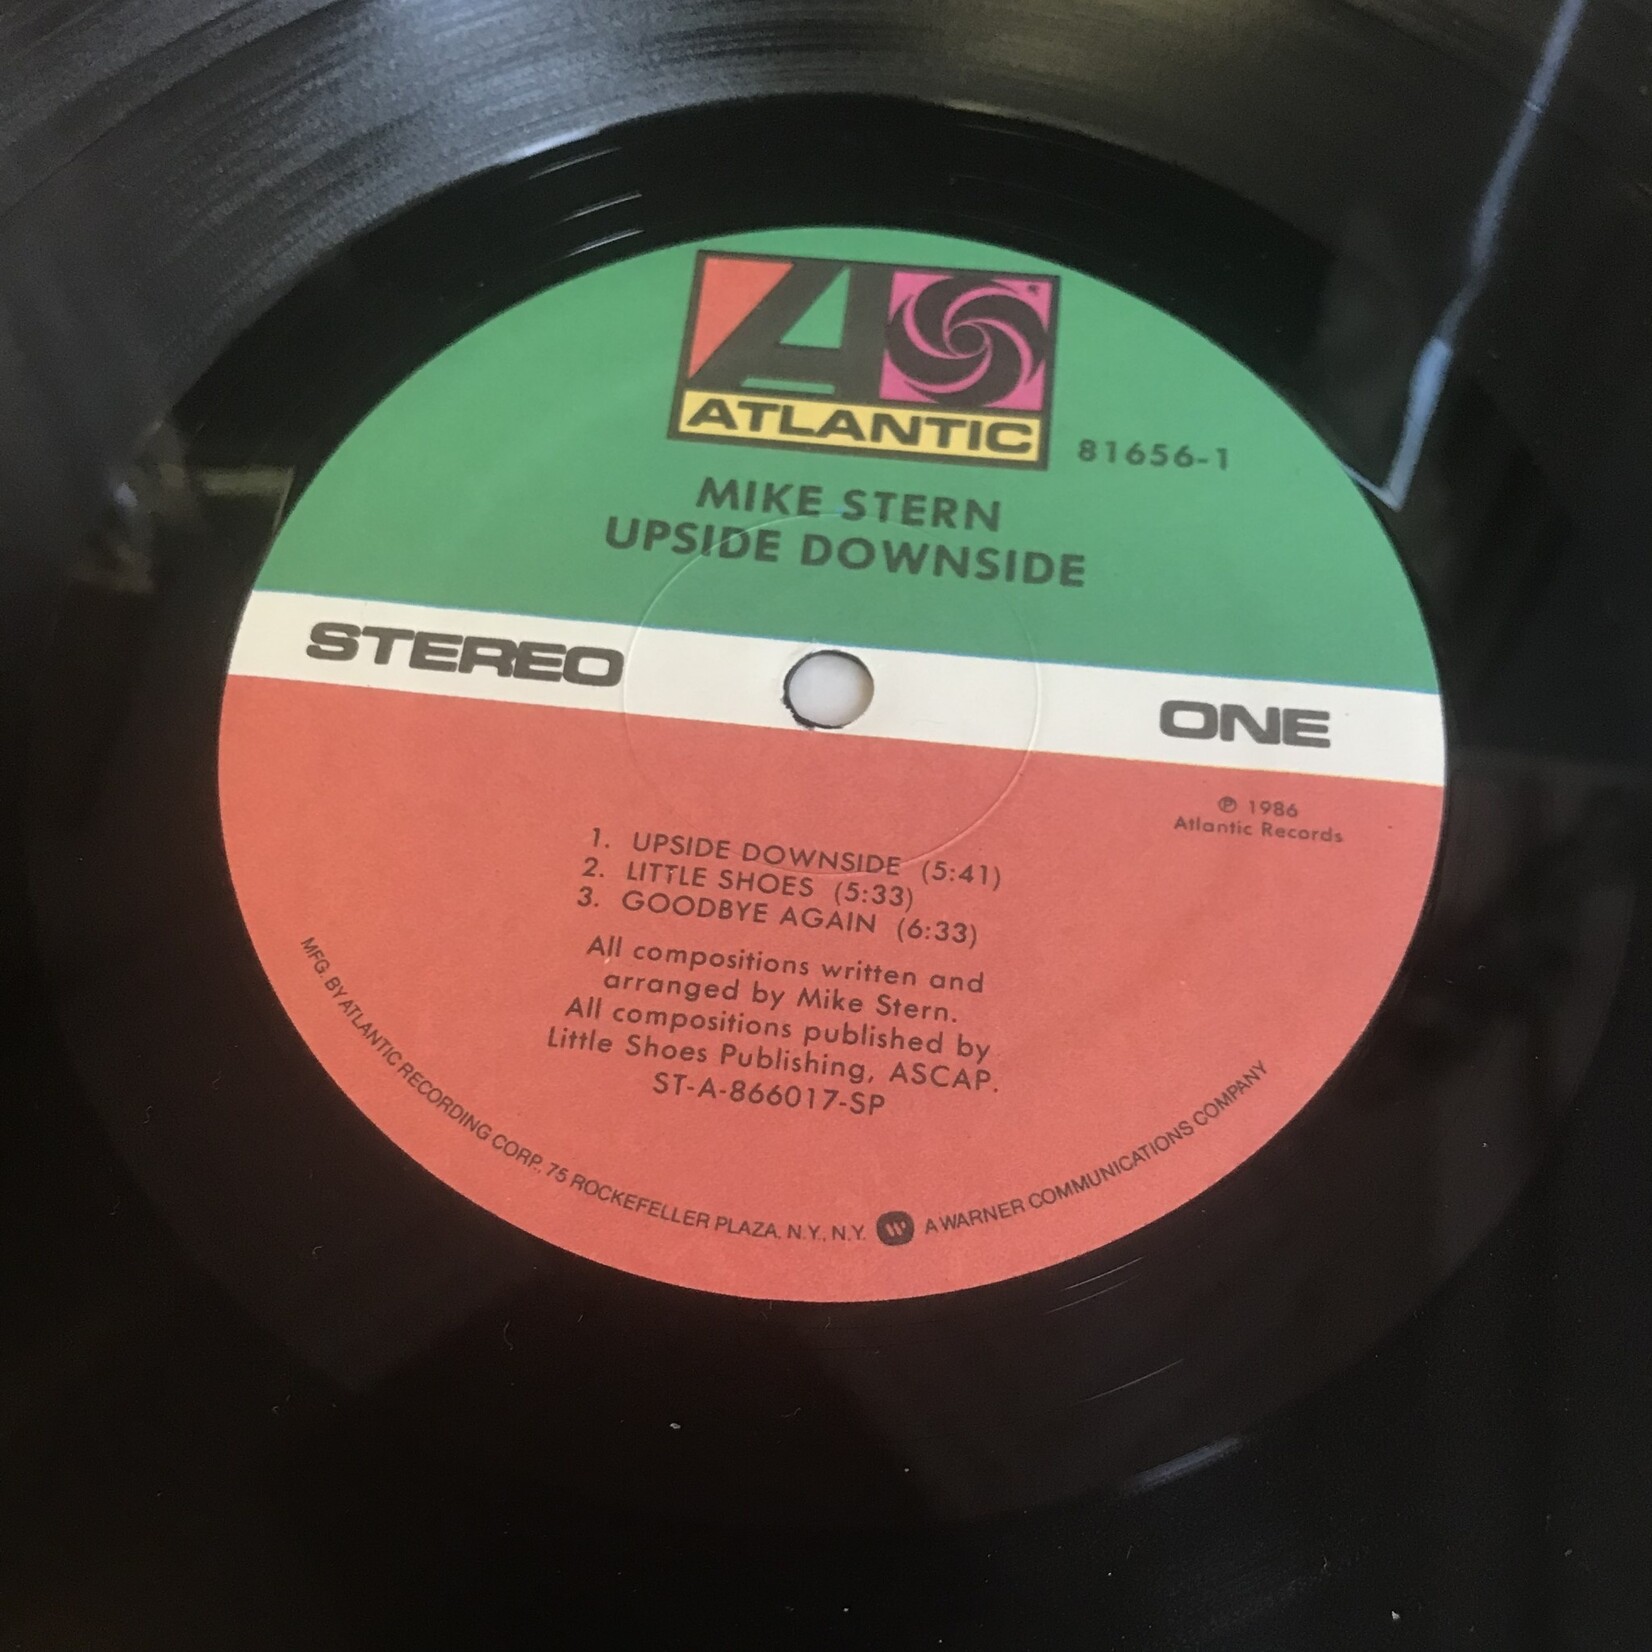 ATLANTIC
81656-1
MIKE STERN
UPSIDE DOWNSIDE
STEREO
ONE
℗ 1986
Atlantic Records
1. UPSIDE DOWNSIDE (5:41)
2. LITTLE SHOES (5:33)
3. GOODBYE AGAIN (6:33)
All compositions written and
arranged by Mike Stern.
All compositions published by
Little Shoes Publishing, ASCAP.
ST-A-866017-SP
MFG. BY ATLANTIC RECORDING CORP., 75 ROCKEFELLER PLAZA, N.Y., N.Y. A WARNER COMMUNICATIONS COMPANY